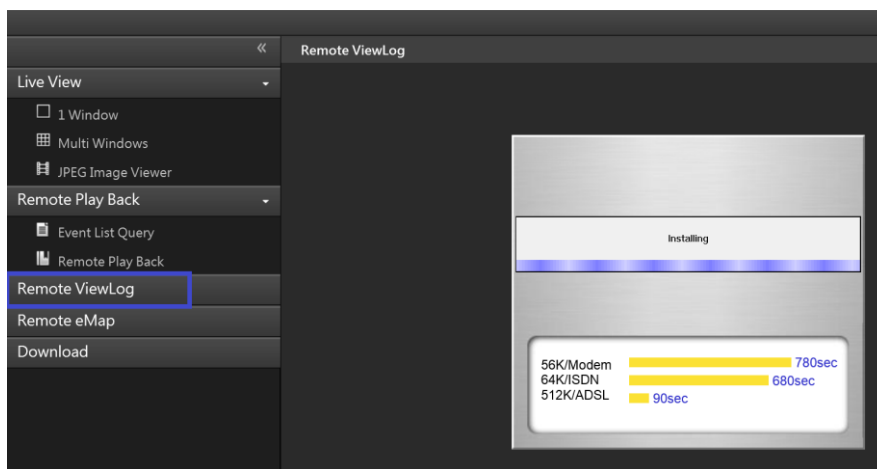 Remote ViewLog
Live View
1 Window
Multi Windows
JPEG Image Viewer
Remote Play Back
Event List Query
Remote Play Back
Remote ViewLog
Remote eMap
Download
Installing
56K/Modem 780sec
64K/ISDN 680sec
512K/ADSL 90sec